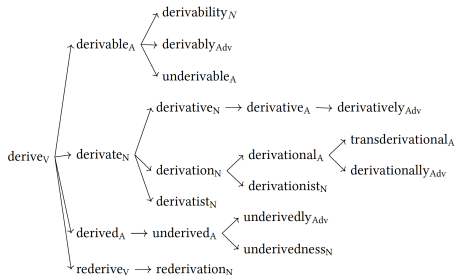 derivability_N
derivable_A derivably_Adv
underivable_A
derivative_N derivative_A derivatively_Adv
transderivational_A
derivational_A
derive_V derivate_N derivation_N derivationally_Adv
derivationist_N
derivatist_N
underivedly_Adv
derived_A underived_A
underivedness_N
rederive_V rederivation_N